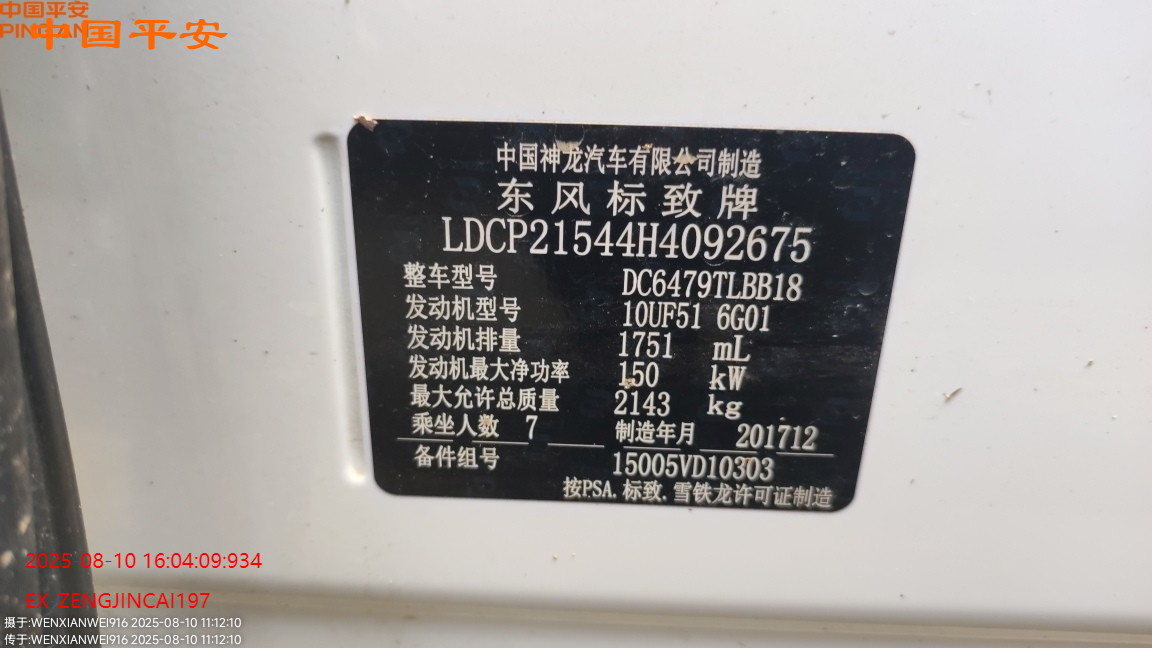 中国平安
PINGAN
中国平安
中国神龙汽车有限公司制造
东风标致牌
LDCP21544H4092675
整车型号 DC6479TLBB18
发动机型号 10UF51 6G01
发动机排量 1751 mL
发动机最大净功率 150 kW
最大允许总质量 2143 kg
乘坐人数 7 制造年月 201712
备件组号 15005VD10303
按PSA.标致.雪铁龙许可证制造
2025-08-10 16:04:09:934
EX_ZENGJINCAI197
摄于:WENXIANWEI916 2025-08-10 11:12:10
传于:WENXIANWEI916 2025-08-10 11:12:10